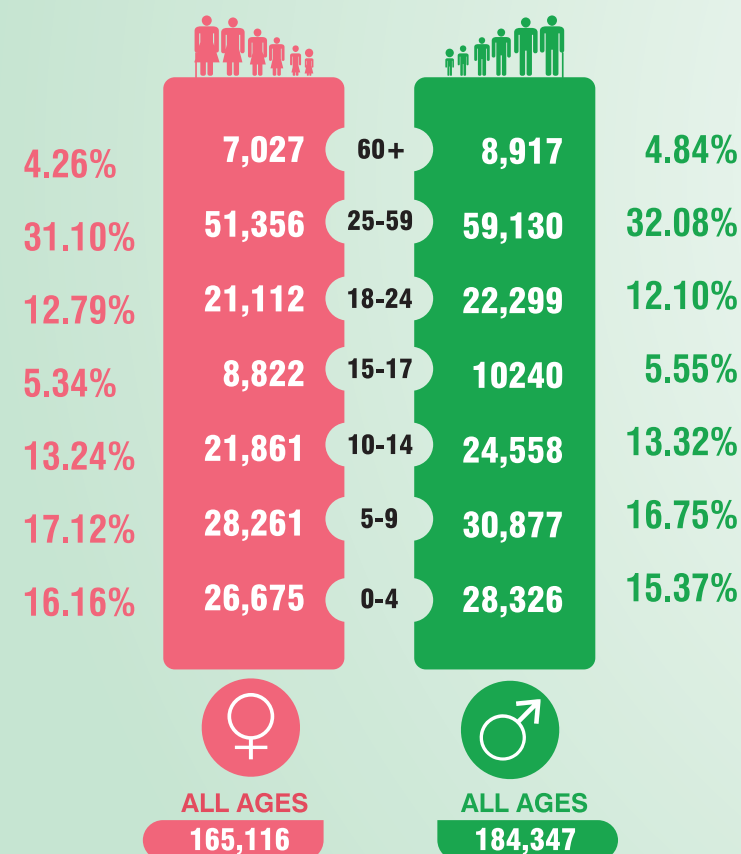 4.26% 7,027 60+ 8,917 4.84%
31.10% 51,356 25-59 59,130 32.08%
12.79% 21,112 18-24 22,299 12.10%
5.34% 8,822 15-17 10240 5.55%
13.24% 21,861 10-14 24,558 13.32%
17.12% 28,261 5-9 30,877 16.75%
16.16% 26,675 0-4 28,326 15.37%
ALL AGES ALL AGES
165,116 184,347